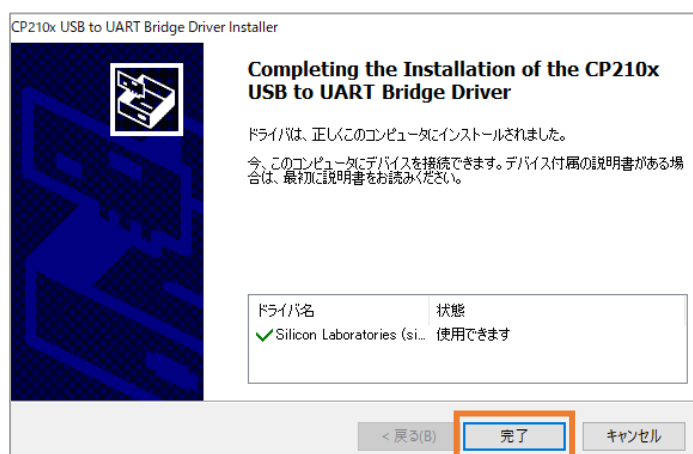 CP210x USB to UART Bridge Driver Installer
Completing the Installation of the CP210x
USB to UART Bridge Driver
ドライバは、正しくこのコンピュータにインストールされました。
今、このコンピュータにデバイスを接続できます。デバイス付属の説明書がある場
合は、最初に説明書をお読みください。
ドライバ名 状態
Silicon Laboratories (si... 使用できます
< 戻る(B) 完了 キャンセル